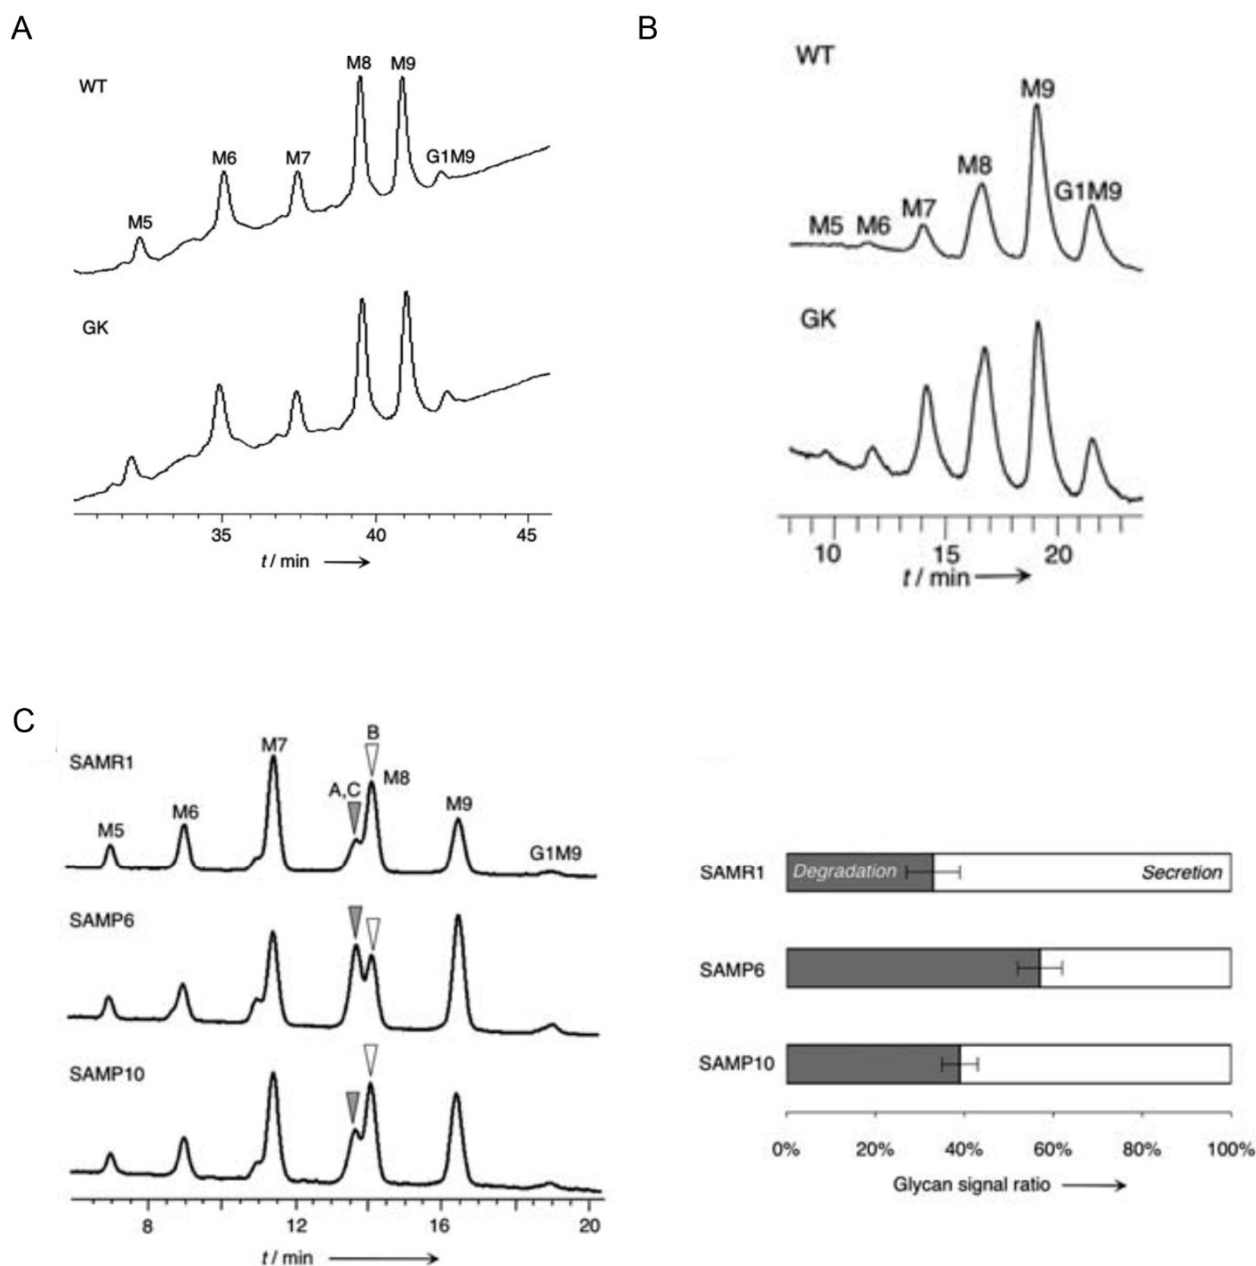 A
WT
M5
M6
M7
M8
M9
G1M9
GK
35
40
45
t / min
B
WT
M5
M6
M7
M8
M9
G1M9
GK
10
15
20
t / min
C
SAMR1
M5
M6
M7
A,C
B
M8
M9
G1M9
SAMP6
SAMP10
8
12
16
20
t / min
SAMR1
Degradation
Secretion
SAMP6
SAMP10
0%
20%
40%
60%
80%
100%
Glycan signal ratio